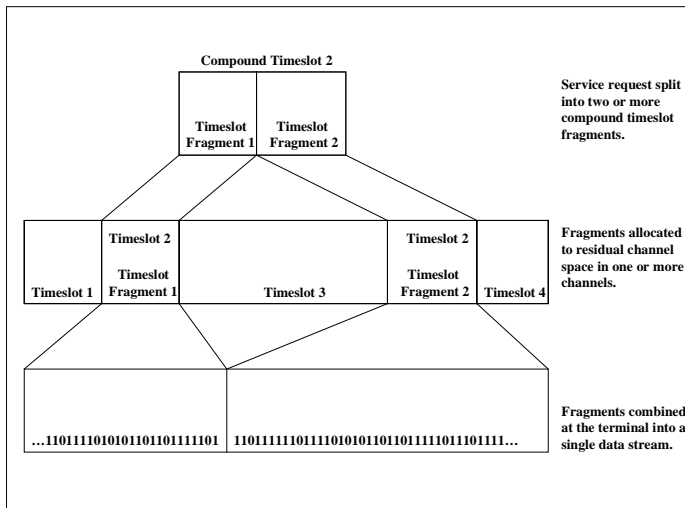 Compound Timeslot 2
Timeslot
Fragment 1
Timeslot
Fragment 2
Service request split
into two or more
compound timeslot
fragments.
Timeslot 1
Timeslot 2
Timeslot
Fragment 1
Timeslot 3
Timeslot 2
Timeslot
Fragment 2
Timeslot 4
Fragments allocated
to residual channel
space in one or more
channels.
…1101111010101101101111101
110111111011110101011011011111011101111…
Fragments combined
at the terminal into a
single data stream.